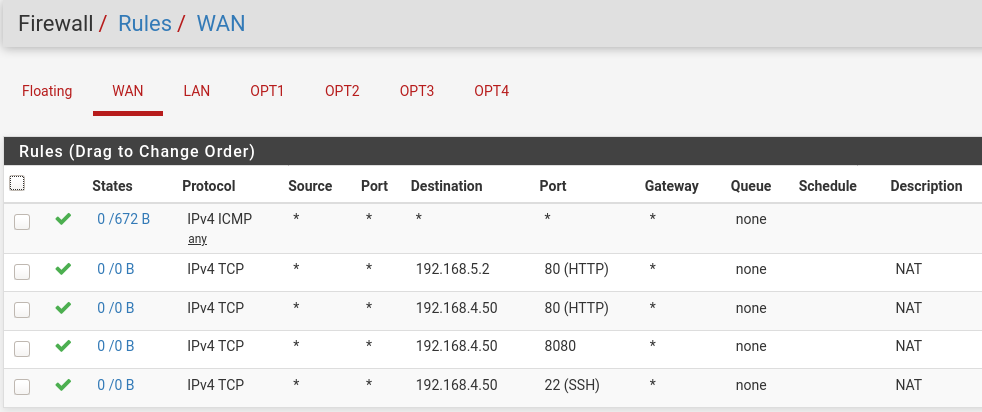 Firewall / Rules / WAN
Floating WAN LAN OPT1 OPT2 OPT3 OPT4
Rules (Drag to Change Order)
States Protocol Source Port Destination Port Gateway Queue Schedule Description
0 /672 B IPv4 ICMP * * * * * none
any
0 /0 B IPv4 TCP * * 192.168.5.2 80 (HTTP) * none NAT
0 /0 B IPv4 TCP * * 192.168.4.50 80 (HTTP) * none NAT
0 /0 B IPv4 TCP * * 192.168.4.50 8080 * none NAT
0 /0 B IPv4 TCP * * 192.168.4.50 22 (SSH) * none NAT